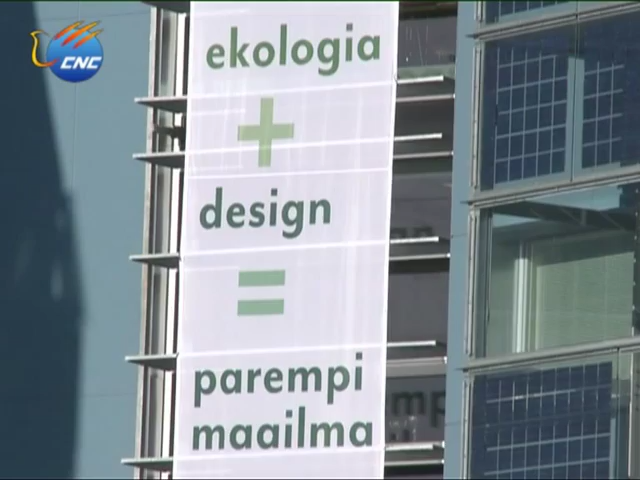 CNC
ekologia
+
design
=
parempi
maailma